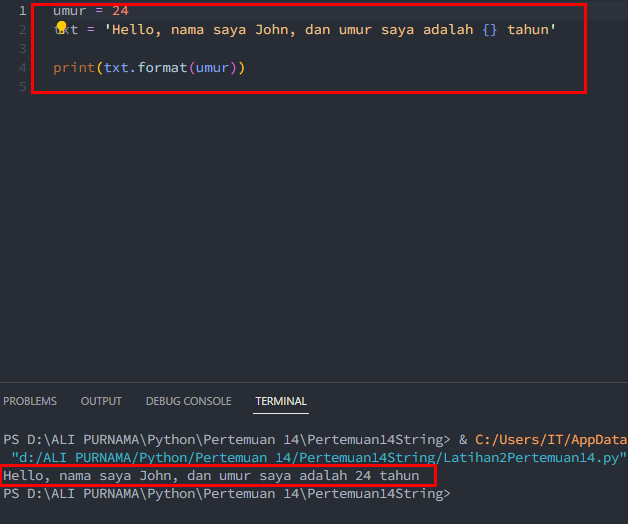 1 umur = 24
2 txt = 'Hello, nama saya John, dan umur saya adalah {} tahun'
3
4 print(txt.format(umur))
5
PROBLEMS OUTPUT DEBUG CONSOLE TERMINAL
PS D:\ALI PURNAMA\Python\Pertemuan 14\Pertemuan14String> & C:/Users/IT/AppData
"d:/ALI PURNAMA/Python/Pertemuan 14/Pertemuan14String/Latihan2Pertemuan14.py"
Hello, nama saya John, dan umur saya adalah 24 tahun
PS D:\ALI PURNAMA\Python\Pertemuan 14\Pertemuan14String>